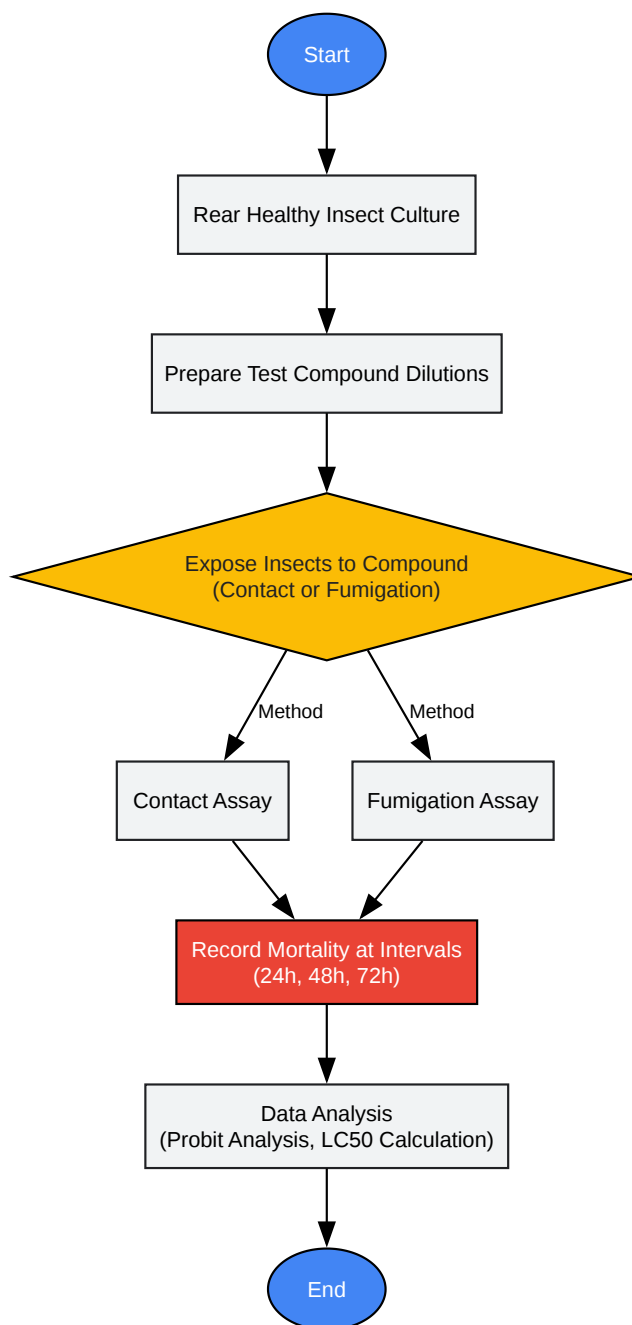 Start
Rear Healthy Insect Culture
Prepare Test Compound Dilutions
Expose Insects to Compound
(Contact or Fumigation)
Method
Method
Contact Assay
Fumigation Assay
Record Mortality at Intervals
(24h, 48h, 72h)
Data Analysis
(Probit Analysis, LC50 Calculation)
End